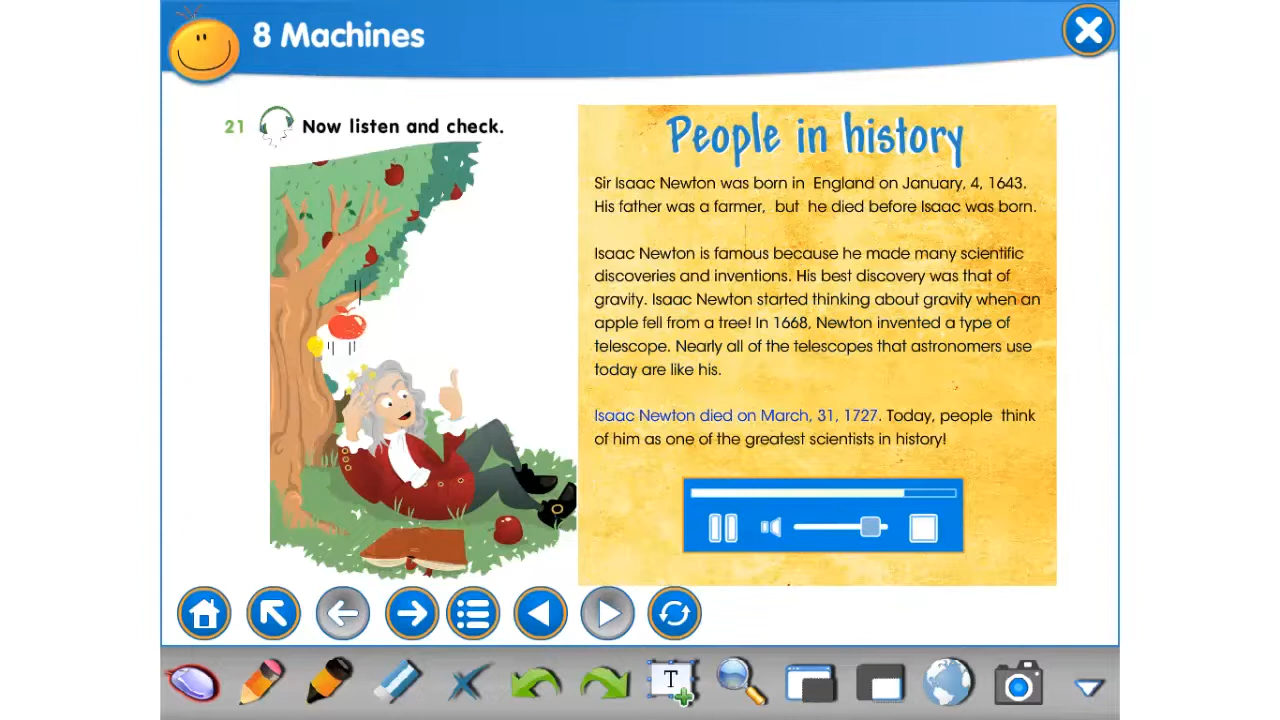 8 Machines
21 Now listen and check.
People in history
Sir Isaac Newton was born in England on January, 4, 1643.
His father was a farmer, but he died before Isaac was born.
Isaac Newton is famous because he made many scientific
discoveries and inventions. His best discovery was that of
gravity. Isaac Newton started thinking about gravity when an
apple fell from a tree! In 1668, Newton invented a type of
telescope. Nearly all of the telescopes that astronomers use
today are like his.
Isaac Newton died on March, 31, 1727. Today, people think
of him as one of the greatest scientists in history!
T